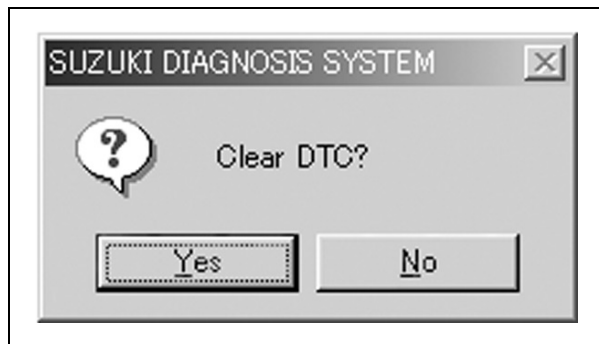 SUZUKI DIAGNOSIS SYSTEM
?
Clear DTC?
Yes
No